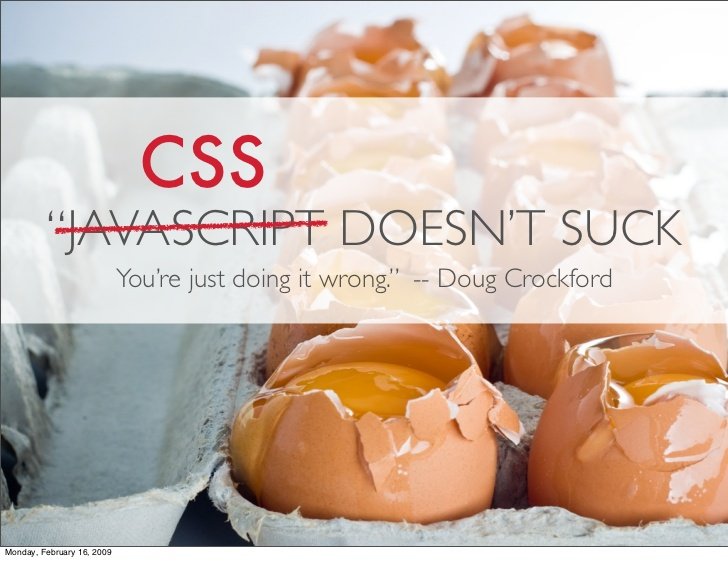 CSS
“JAVASCRIPT DOESN’T SUCK
You’re just doing it wrong.” -- Doug Crockford
Monday, February 16, 2009